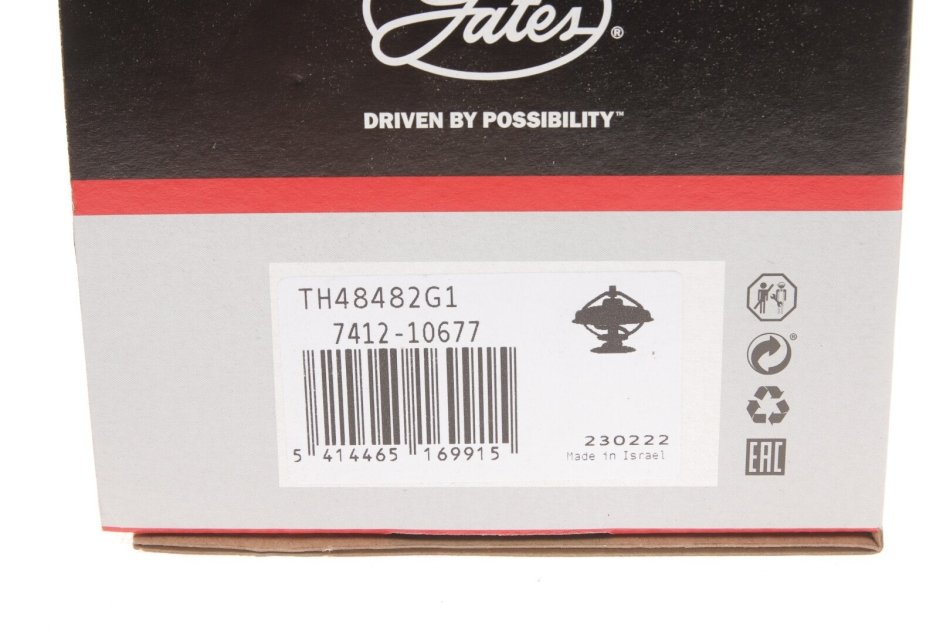 Gates®
DRIVEN BY POSSIBILITY™
TH48482G1
7412-10677
5 414465 169915
230222
Made in Israel
®
EAC